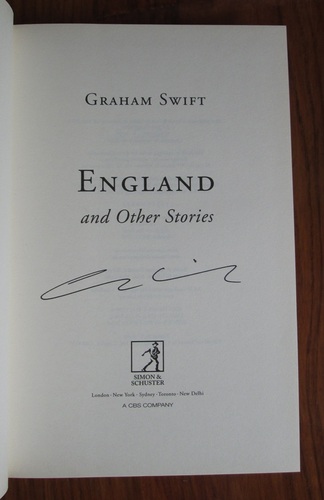 GRAHAM SWIFT
ENGLAND
and Other Stories
SIMON &
SCHUSTER
London · New York · Sydney · Toronto · New Delhi
A CBS COMPANY